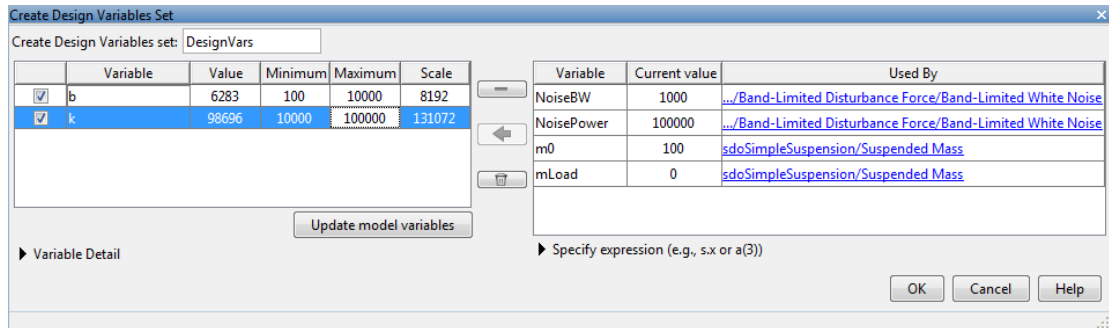 Create Design Variables Set
Create Design Variables set: DesignVars
Variable Value Minimum Maximum Scale
b 6283 100 10000 8192
k 98696 10000 100000 131072
Update model variables
Variable Detail
Variable Current value Used By
NoiseBW 1000 .../Band-Limited Disturbance Force/Band-Limited White Noise
NoisePower 100000 .../Band-Limited Disturbance Force/Band-Limited White Noise
m0 100 sdoSimpleSuspension/Suspended Mass
mLoad 0 sdoSimpleSuspension/Suspended Mass
Specify expression (e.g., s.x or a(3))
OK Cancel Help